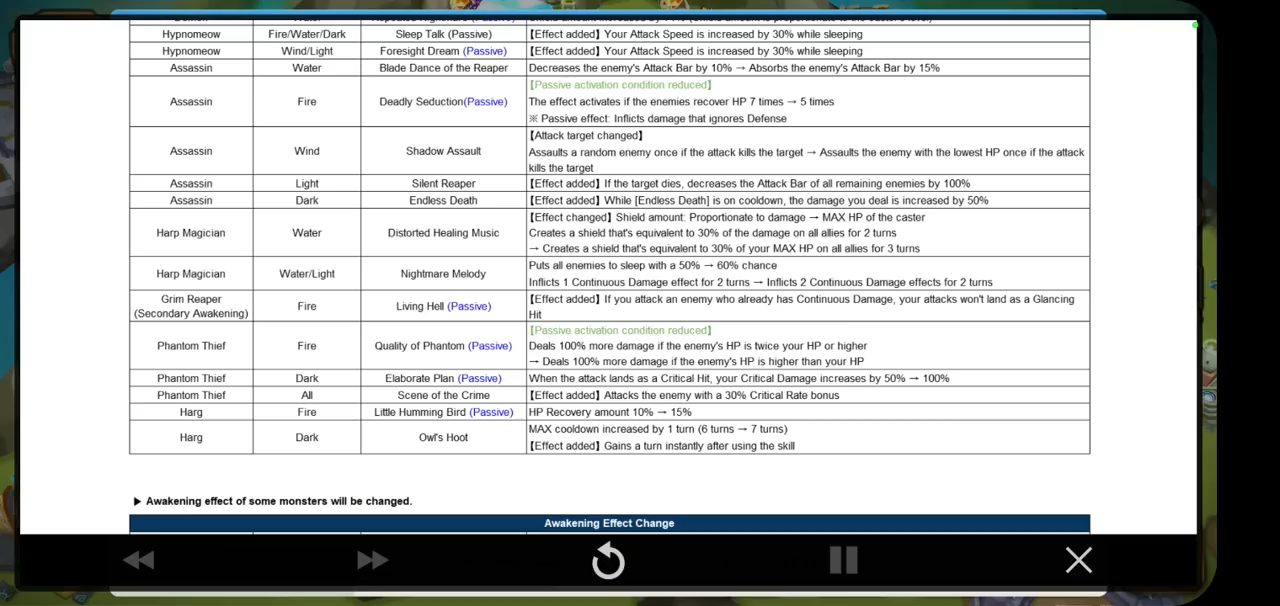 Hypnomeow Fire/Water/Dark Sleep Talk (Passive) 【Effect added】 Your Attack Speed is increased by 30% while sleeping
Hypnomeow Wind/Light Foresight Dream (Passive) 【Effect added】 Your Attack Speed is increased by 30% while sleeping
Assassin Water Blade Dance of the Reaper Decreases the enemy's Attack Bar by 10% → Absorbs the enemy's Attack Bar by 15%
Assassin Fire Deadly Seduction(Passive) 【Passive activation condition reduced】
The effect activates if the enemies recover HP 7 times → 5 times
※ Passive effect: Inflicts damage that ignores Defense
Assassin Wind Shadow Assault 【Attack target changed】
Assaults a random enemy once if the attack kills the target → Assaults the enemy with the lowest HP once if the attack
kills the target
Assassin Light Silent Reaper 【Effect added】 If the target dies, decreases the Attack Bar of all remaining enemies by 100%
Assassin Dark Endless Death 【Effect added】 While [Endless Death] is on cooldown, the damage you deal is increased by 50%
Harp Magician Water Distorted Healing Music 【Effect changed】 Shield amount: Proportionate to damage → MAX HP of the caster
Creates a shield that's equivalent to 30% of the damage on all allies for 2 turns
→ Creates a shield that's equivalent to 30% of your MAX HP on all allies for 3 turns
Harp Magician Water/Light Nightmare Melody Puts all enemies to sleep with a 50% → 60% chance
Inflicts 1 Continuous Damage effect for 2 turns → Inflicts 2 Continuous Damage effects for 2 turns
Grim Reaper
(Secondary Awakening) Fire Living Hell (Passive) 【Effect added】 If you attack an enemy who already has Continuous Damage, your attacks won't land as a Glancing
Hit
Phantom Thief Fire Quality of Phantom (Passive) 【Passive activation condition reduced】
Deals 100% more damage if the enemy's HP is twice your HP or higher
→ Deals 100% more damage if the enemy's HP is higher than your HP
Phantom Thief Dark Elaborate Plan (Passive) When the attack lands as a Critical Hit, your Critical Damage increases by 50% → 100%
Phantom Thief All Scene of the Crime 【Effect added】 Attacks the enemy with a 30% Critical Rate bonus
Harg Fire Little Humming Bird (Passive) HP Recovery amount 10% → 15%
Harg Dark Owl's Hoot MAX cooldown increased by 1 turn (6 turns → 7 turns)
【Effect added】 Gains a turn instantly after using the skill
▶ Awakening effect of some monsters will be changed.
Awakening Effect Change